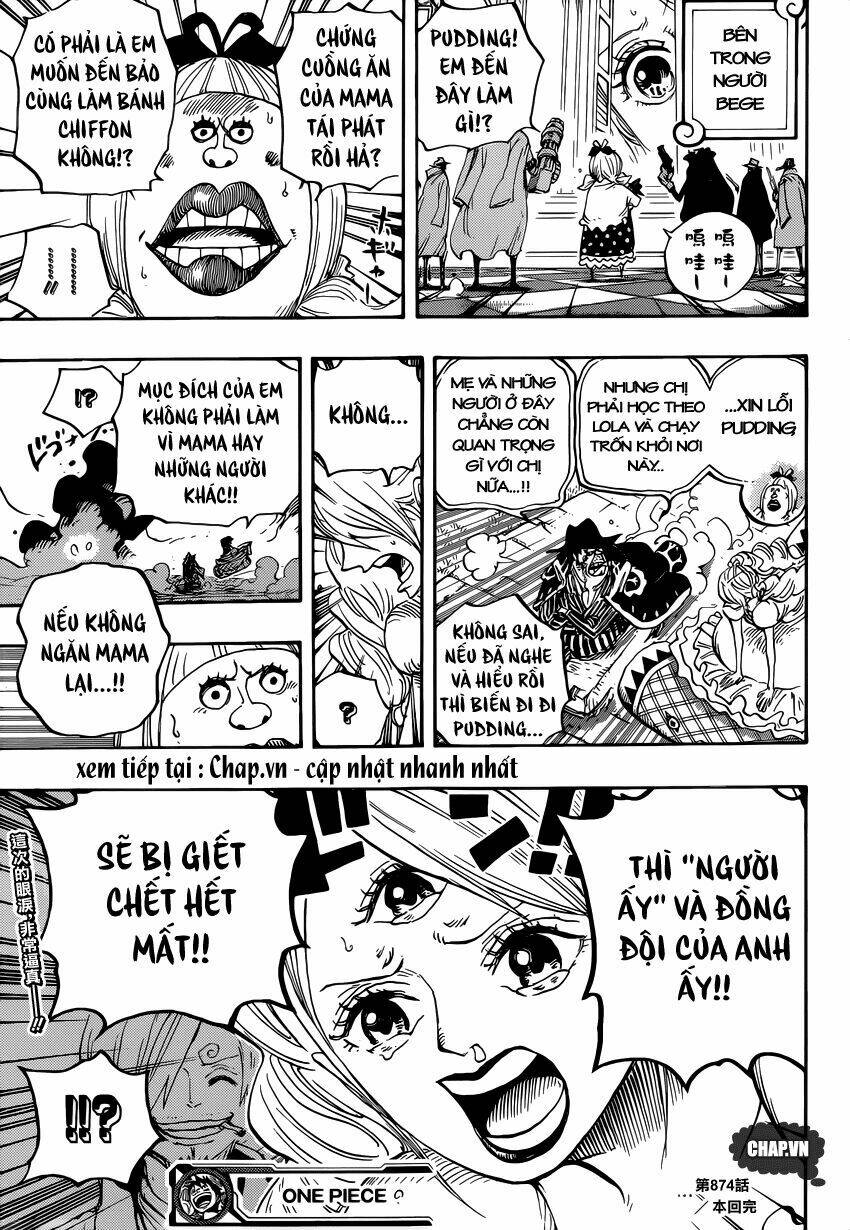 BÊN
TRONG
NGƯỜI
BEGE
PUDDING!
EM ĐẾN
ĐÂY LÀM
GÌ!?
嗚哇ー
嗚哇ー
CHỨNG
CUỒNG ĂN
CỦA MAMA
TÁI PHÁT
RỒI HẢ?
CÓ PHẢI LÀ EM
MUỐN ĐẾN BẢO
CÙNG LÀM BÁNH
CHIFFON
KHÔNG!?
...XIN LỖI
PUDDING,
NHƯNG CHỊ
PHẢI HỌC THEO
LOLA VÀ CHẠY
TRỐN KHỎI NƠI
NÀY..
MẸ VÀ NHỮNG
NGƯỜI Ở ĐÂY
CHẲNG CÒN
QUAN TRỌNG
GÌ VỚI CHỊ
NỮA...!!
KHÔNG SAI,
NẾU ĐÃ NGHE
VÀ HIỂU RỒI
THÌ BIẾN ĐI ĐI
PUDDING...
KHÔNG...
?
MỤC ĐÍCH CỦA EM
KHÔNG PHẢI LÀM
VÌ MAMA HAY
NHỮNG NGƯỜI
KHÁC!!
!?
NẾU KHÔNG
NGĂN MAMA
LẠI...!!
xem tiếp tại : Chap.vn - cập nhật nhanh nhất
THÌ "NGƯỜI
ẤY" VÀ ĐỒNG
ĐỘI CỦA ANH
ẤY!!
SẼ BỊ GIẾT
CHẾT HẾT
MẤT!!
!!?
這次的眼淚，非常逼真——!!
ONE PIECE
CHAP.VN
第874話
...本回完